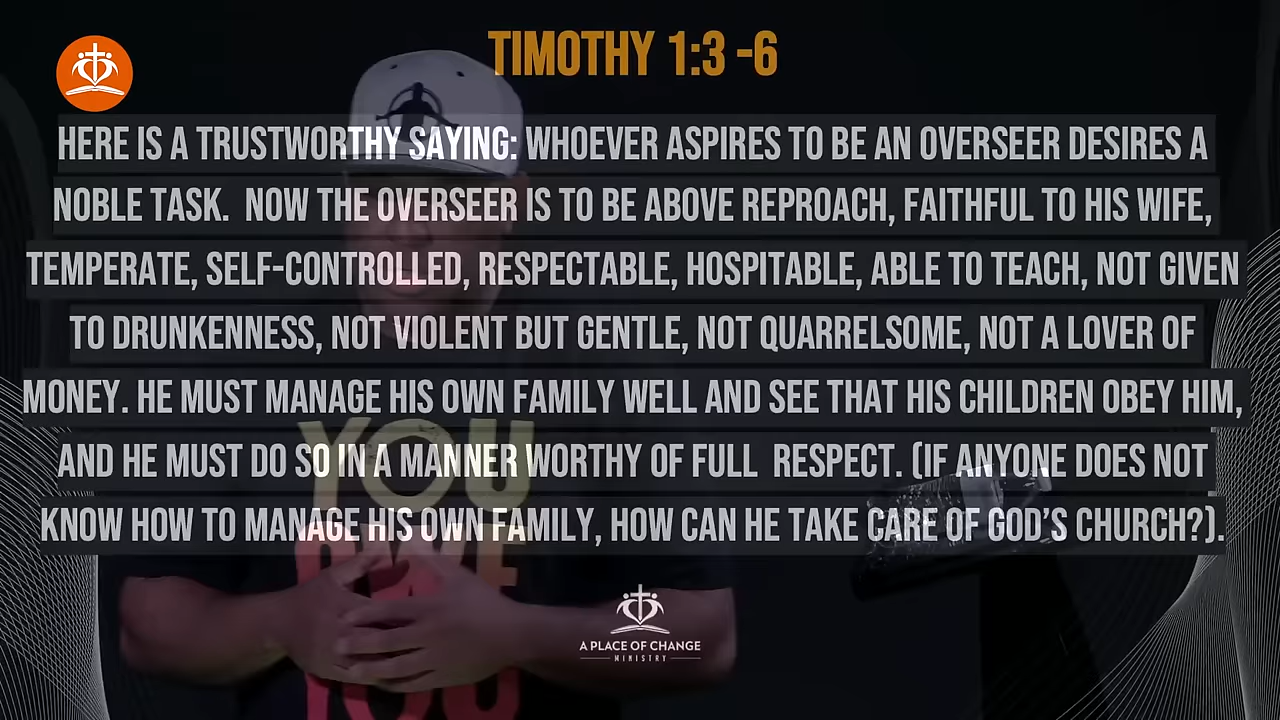 TIMOTHY 1:3 -6
HERE IS A TRUSTWORTHY SAYING: WHOEVER ASPIRES TO BE AN OVERSEER DESIRES A
NOBLE TASK.  NOW THE OVERSEER IS TO BE ABOVE REPROACH, FAITHFUL TO HIS WIFE,
TEMPERATE, SELF-CONTROLLED, RESPECTABLE, HOSPITABLE, ABLE TO TEACH, NOT GIVEN
TO DRUNKENNESS, NOT VIOLENT BUT GENTLE, NOT QUARRELSOME, NOT A LOVER OF
MONEY. HE MUST MANAGE HIS OWN FAMILY WELL AND SEE THAT HIS CHILDREN OBEY HIM,
AND HE MUST DO SO IN A MANNER WORTHY OF FULL  RESPECT. (IF ANYONE DOES NOT
KNOW HOW TO MANAGE HIS OWN FAMILY, HOW CAN HE TAKE CARE OF GOD'S CHURCH?).
YOU
OWE
YOU
A PLACE OF CHANGE
MINISTRY